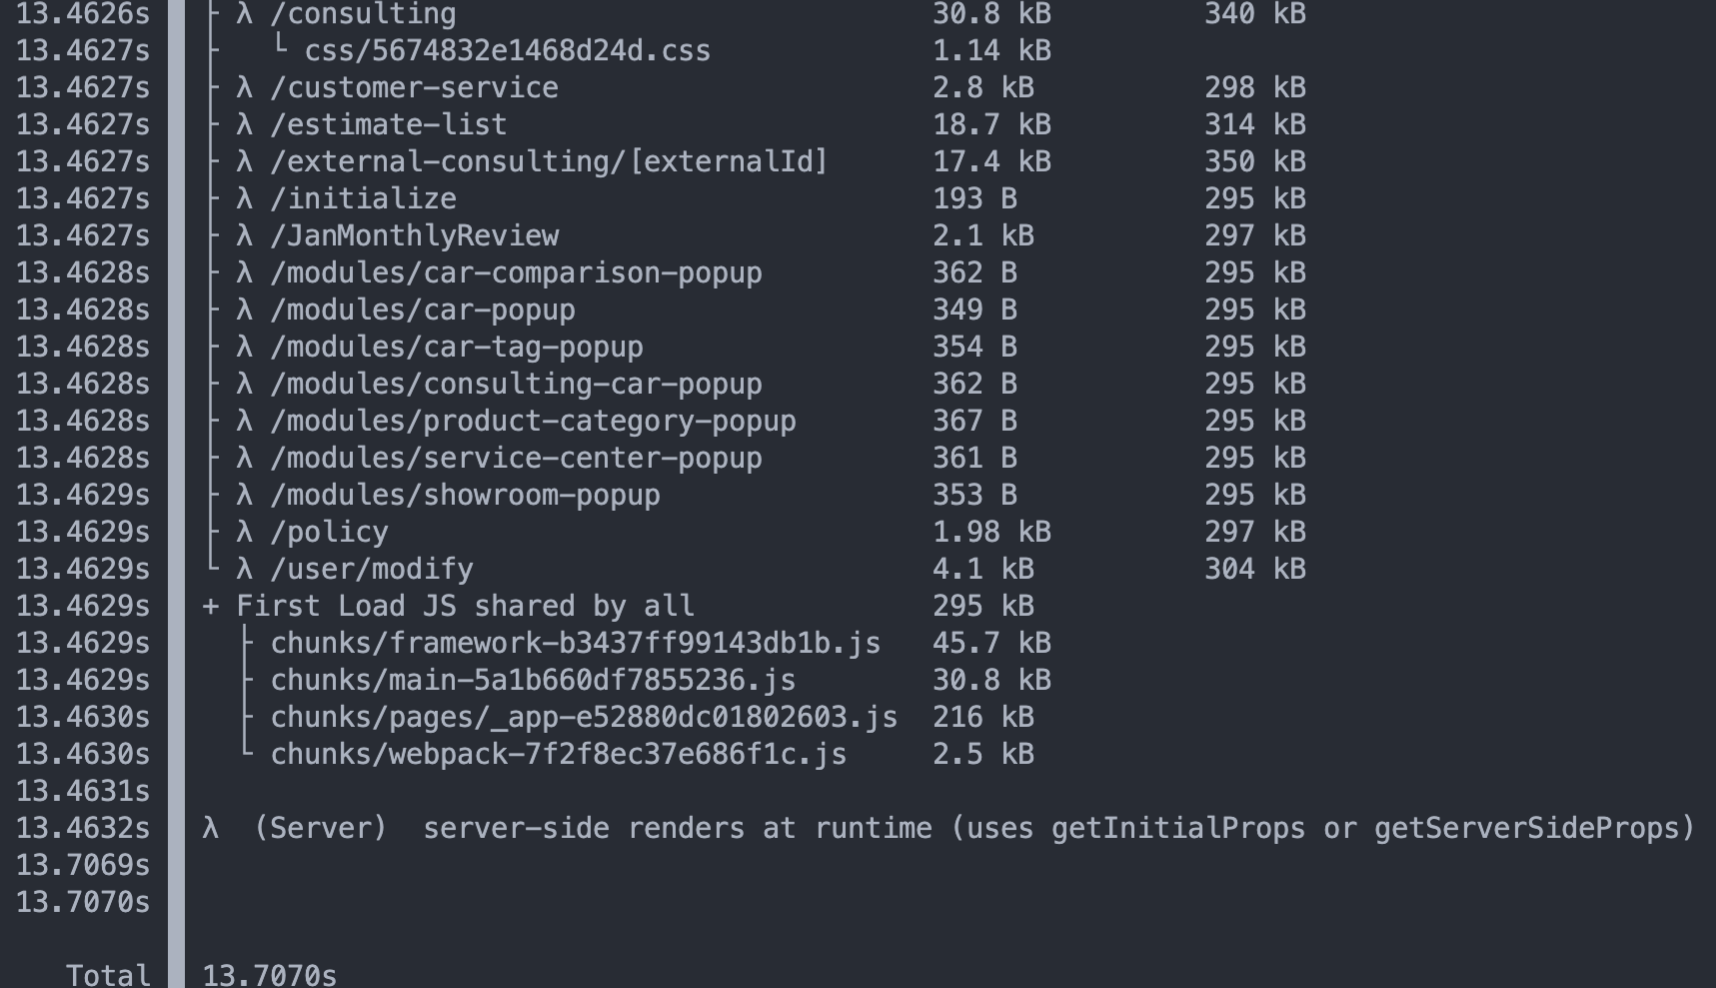 13.4626s ├ λ /consulting 30.8 kB 340 kB
13.4627s ├   └ css/5674832e1468d24d.css 1.14 kB
13.4627s ├ λ /customer-service 2.8 kB 298 kB
13.4627s ├ λ /estimate-list 18.7 kB 314 kB
13.4627s ├ λ /external-consulting/[externalId] 17.4 kB 350 kB
13.4627s ├ λ /initialize 193 B 295 kB
13.4627s ├ λ /JanMonthlyReview 2.1 kB 297 kB
13.4628s ├ λ /modules/car-comparison-popup 362 B 295 kB
13.4628s ├ λ /modules/car-popup 349 B 295 kB
13.4628s ├ λ /modules/car-tag-popup 354 B 295 kB
13.4628s ├ λ /modules/consulting-car-popup 362 B 295 kB
13.4628s ├ λ /modules/product-category-popup 367 B 295 kB
13.4628s ├ λ /modules/service-center-popup 361 B 295 kB
13.4629s ├ λ /modules/showroom-popup 353 B 295 kB
13.4629s ├ λ /policy 1.98 kB 297 kB
13.4629s └ λ /user/modify 4.1 kB 304 kB
13.4629s + First Load JS shared by all 295 kB
13.4629s   ├ chunks/framework-b3437ff99143db1b.js 45.7 kB
13.4629s   ├ chunks/main-5a1b660df7855236.js 30.8 kB
13.4630s   ├ chunks/pages/_app-e52880dc01802603.js 216 kB
13.4630s   └ chunks/webpack-7f2f8ec37e686f1c.js 2.5 kB
13.4631s
13.4632s λ  (Server)  server-side renders at runtime (uses getInitialProps or getServerSideProps)
13.7069s
13.7070s
Total 13.7070s